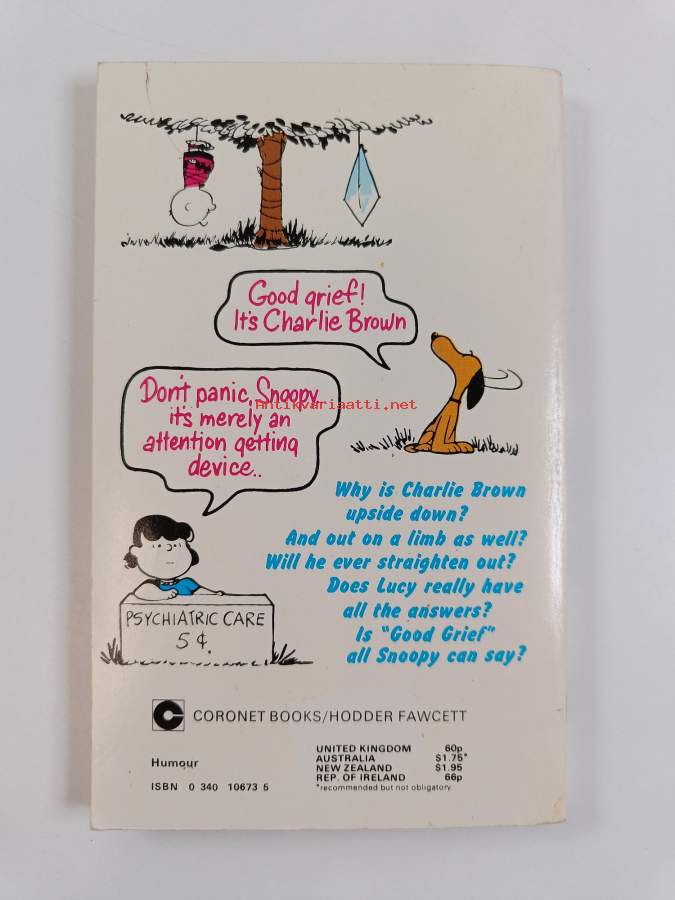 Good grief!
It's Charlie Brown
Don't panic, Snoopy
it's merely an
attention getting
device..
Antikvariaatti.net
Why is Charlie Brown
upside down?
And out on a limb as well?
Will he ever straighten out?
Does Lucy really have
all the answers?
Is "Good Grief"
all Snoopy can say?
PSYCHIATRIC CARE
5¢.
CORONET BOOKS/HODDER FAWCETT
Humour
ISBN 0 340 10673 5
UNITED KINGDOM 60p
AUSTRALIA $1.75*
NEW ZEALAND $1.95
REP. OF IRELAND 66p
*recommended but not obligatory